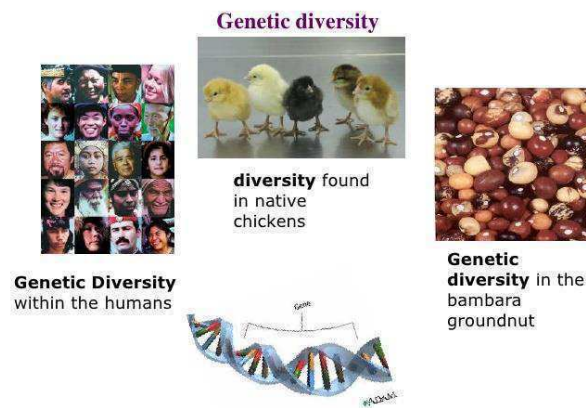 Genetic diversity
diversity found
in native
chickens
Genetic Diversity
within the humans
Genetic
diversity in the
bambara
groundnut
Gene